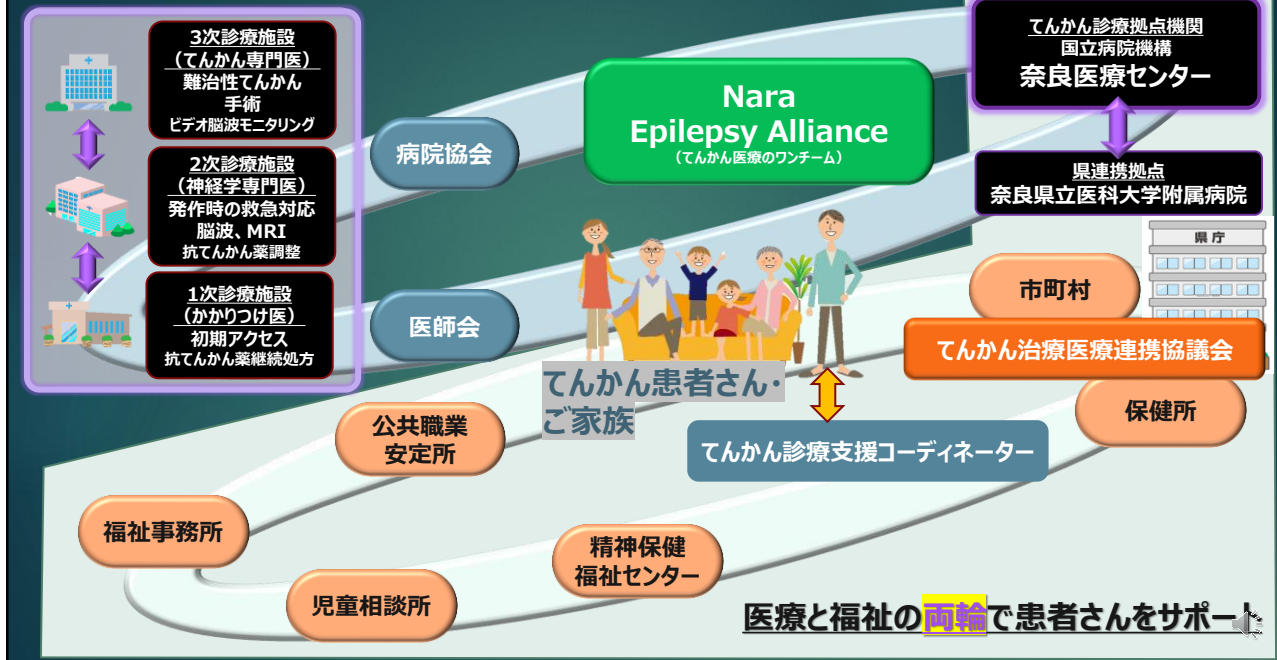 3次診療施設
（てんかん専門医）
難治性てんかん
手術
ビデオ脳波モニタリング
2次診療施設
（神経学専門医）
発作時の救急対応
脳波、MRI
抗てんかん薬調整
1次診療施設
（かかりつけ医）
初期アクセス
抗てんかん薬継続処方
病院協会
医師会
Nara
Epilepsy Alliance
（てんかん医療のワンチーム）
てんかん診療拠点機関
国立病院機構
奈良医療センター
県連携拠点
奈良県立医科大学附属病院
県庁
市町村
てんかん治療医療連携協議会
保健所
てんかん患者さん・
ご家族
てんかん診療支援コーディネーター
公共職業
安定所
福祉事務所
児童相談所
精神保健
福祉センター
医療と福祉の両輪で患者さんをサポート